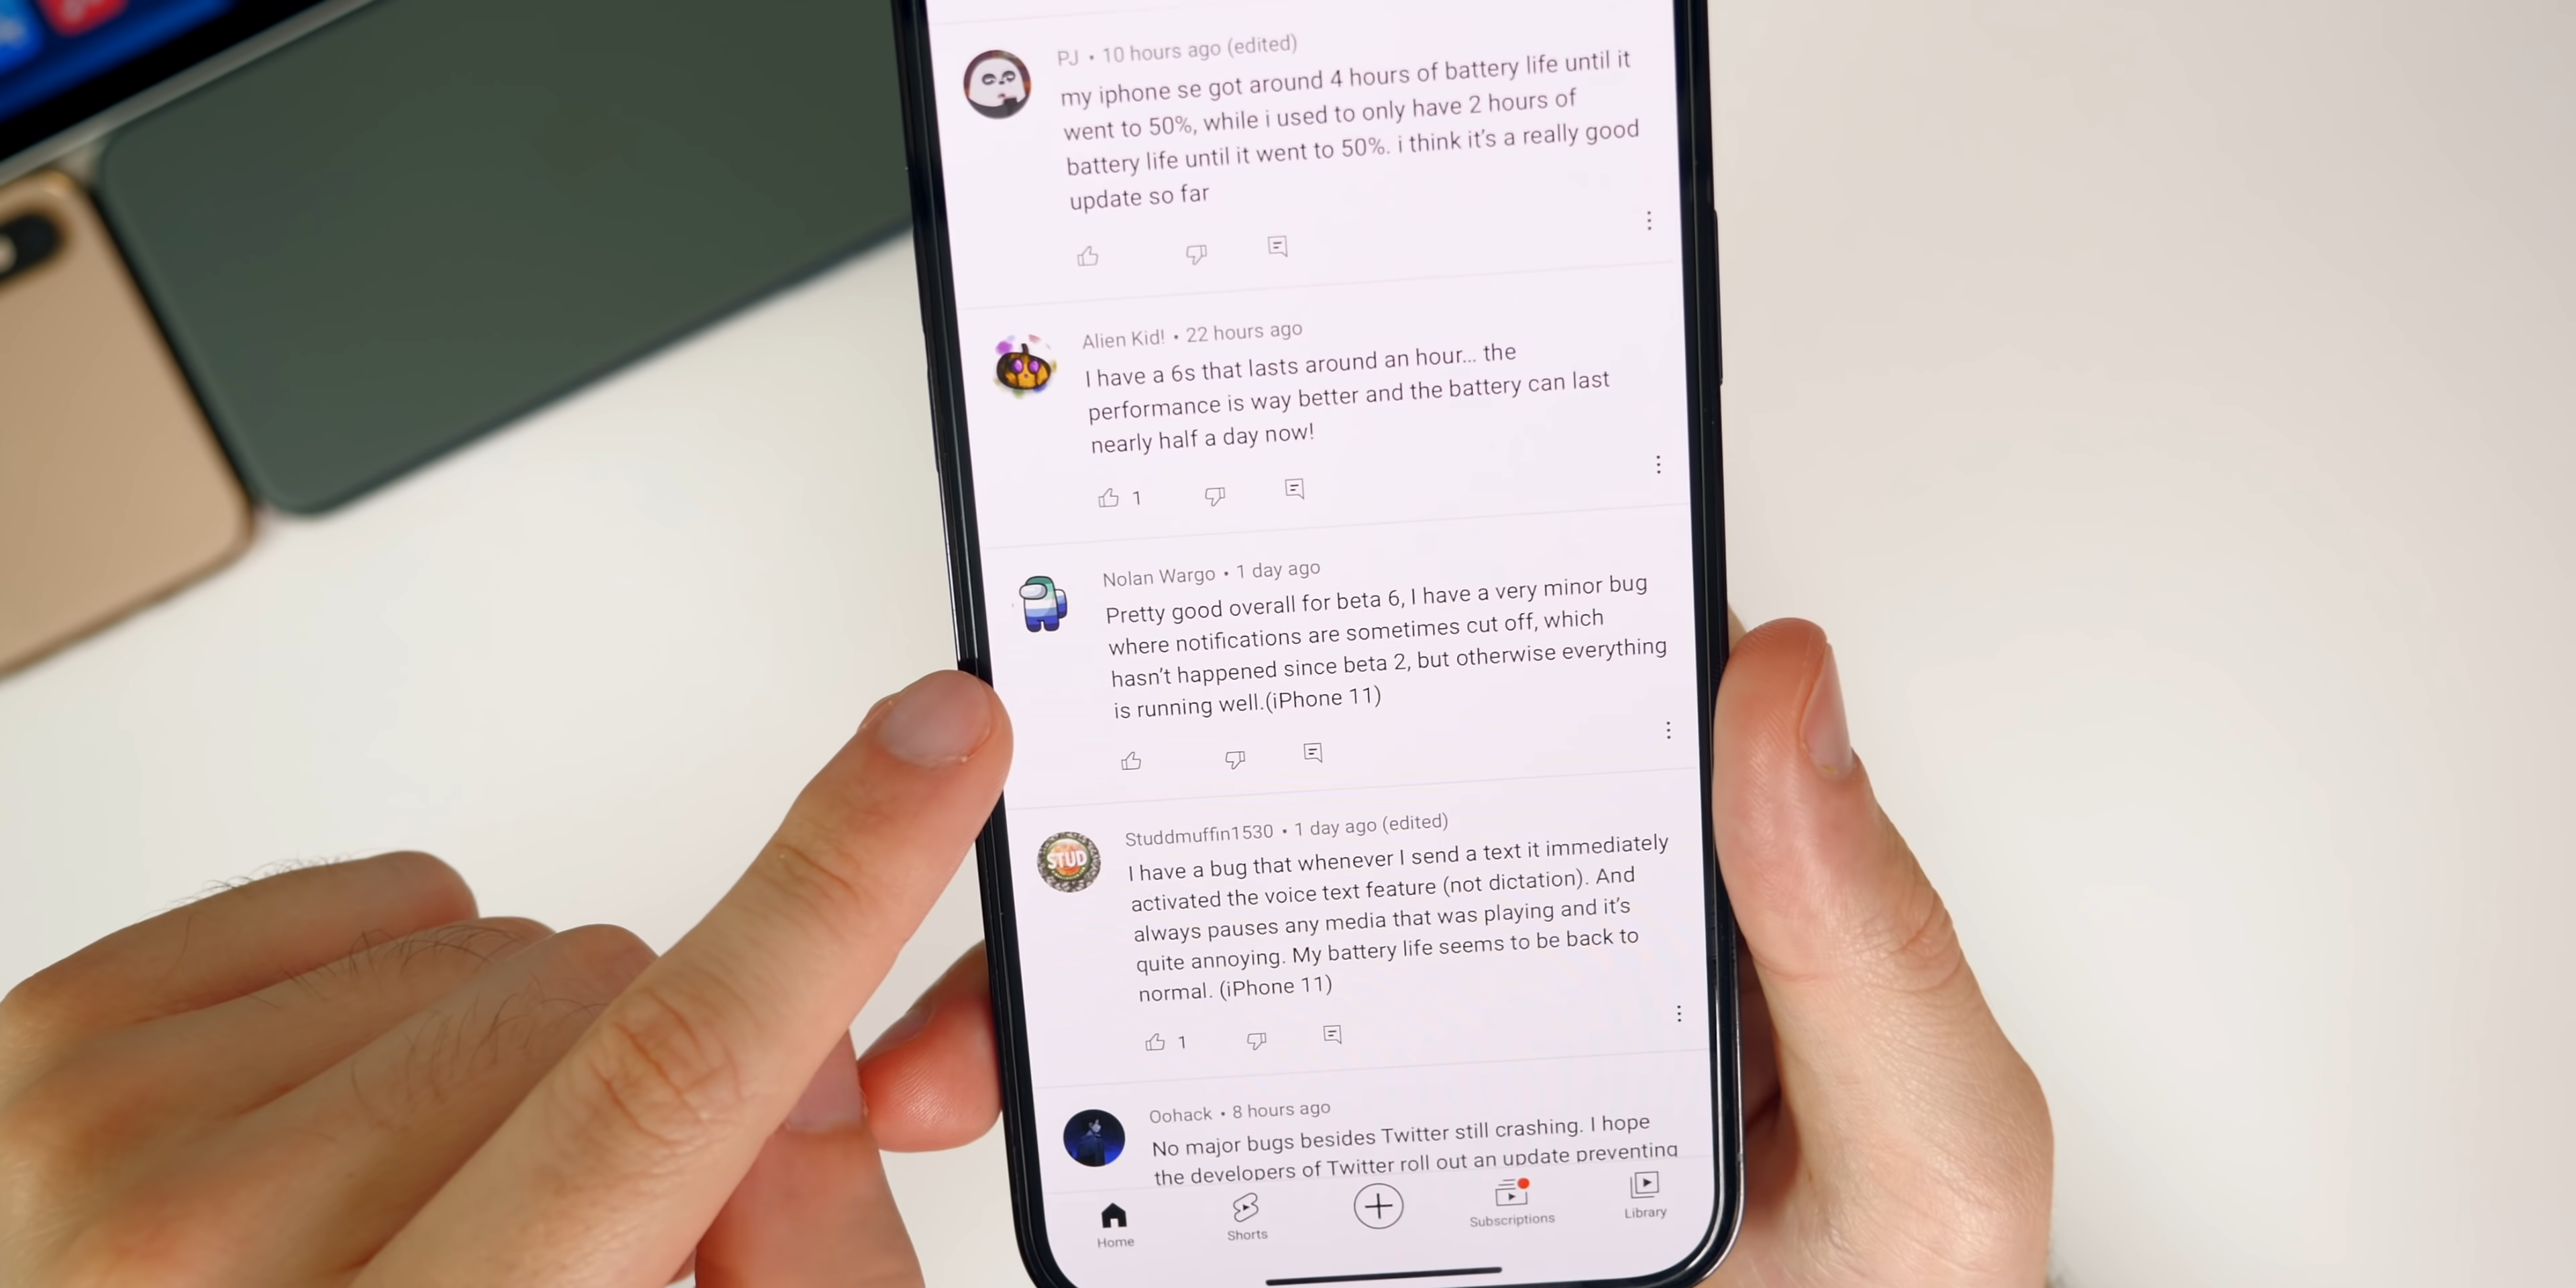 PJ • 10 hours ago (edited)
my iphone se got around 4 hours of battery life until it
went to 50%, while i used to only have 2 hours of
battery life until it went to 50%. i think it's a really good
update so far
Alien Kid! • 22 hours ago
I have a 6s that lasts around an hour... the
performance is way better and the battery can last
nearly half a day now!
1
Nolan Wargo • 1 day ago
Pretty good overall for beta 6, I have a very minor bug
where notifications are sometimes cut off, which
hasn't happened since beta 2, but otherwise everything
is running well.(iPhone 11)
STUD
Studdmuffin1530 • 1 day ago (edited)
I have a bug that whenever I send a text it immediately
activated the voice text feature (not dictation). And
always pauses any media that was playing and it's
quite annoying. My battery life seems to be back to
normal. (iPhone 11)
1
Oohack • 8 hours ago
No major bugs besides Twitter still crashing. I hope
the developers of Twitter roll out an update preventing
Home
Shorts
Subscriptions
Library